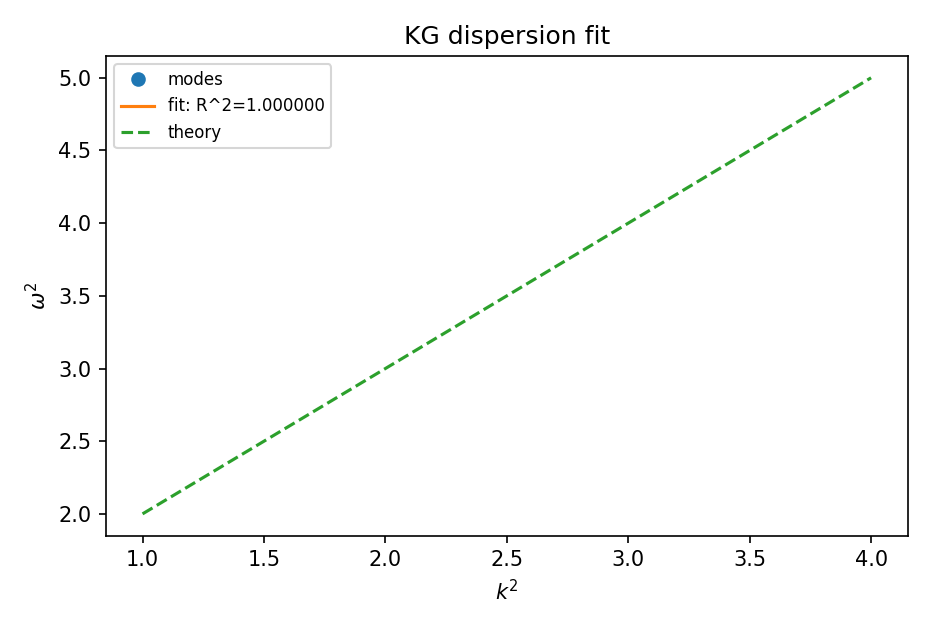 KG dispersion fit
modes
fit: R^2=1.000000
theory
5.0
4.5
4.0
3.5
3.0
2.5
2.0
ω²
1.0 1.5 2.0 2.5 3.0 3.5 4.0
k²